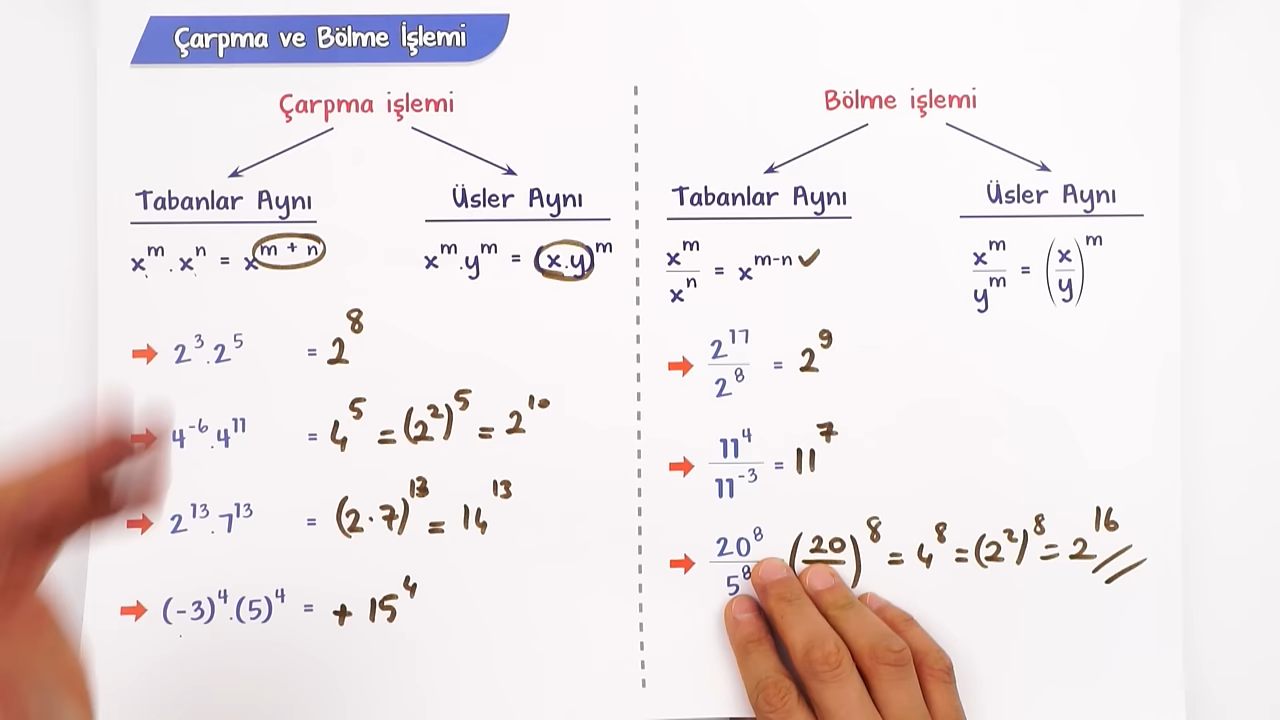 Çarpma ve Bölme İşlemi
Çarpma işlemi
Tabanlar Aynı
x^m . x^n = x^(m + n)
Üsler Aynı
x^m . y^m = (x.y)^m
➡ 2^3 . 2^5 = 2^8
➡ 4^-6 . 4^11 = 4^5 = (2^2)^5 = 2^10
➡ 2^13 . 7^13 = (2 · 7)^13 = 14^13
➡ (-3)^4 . (5)^4 = + 15^4
Bölme işlemi
Tabanlar Aynı
x^m / x^n = x^(m-n) ✓
Üsler Aynı
x^m / y^m = (x / y)^m
➡ 2^17 / 2^8 = 2^9
➡ 11^4 / 11^-3 = 11^7
➡ 20^8 / 5^8 (20 / )^8 = 4^8 = (2^2)^8 = 2^16 //